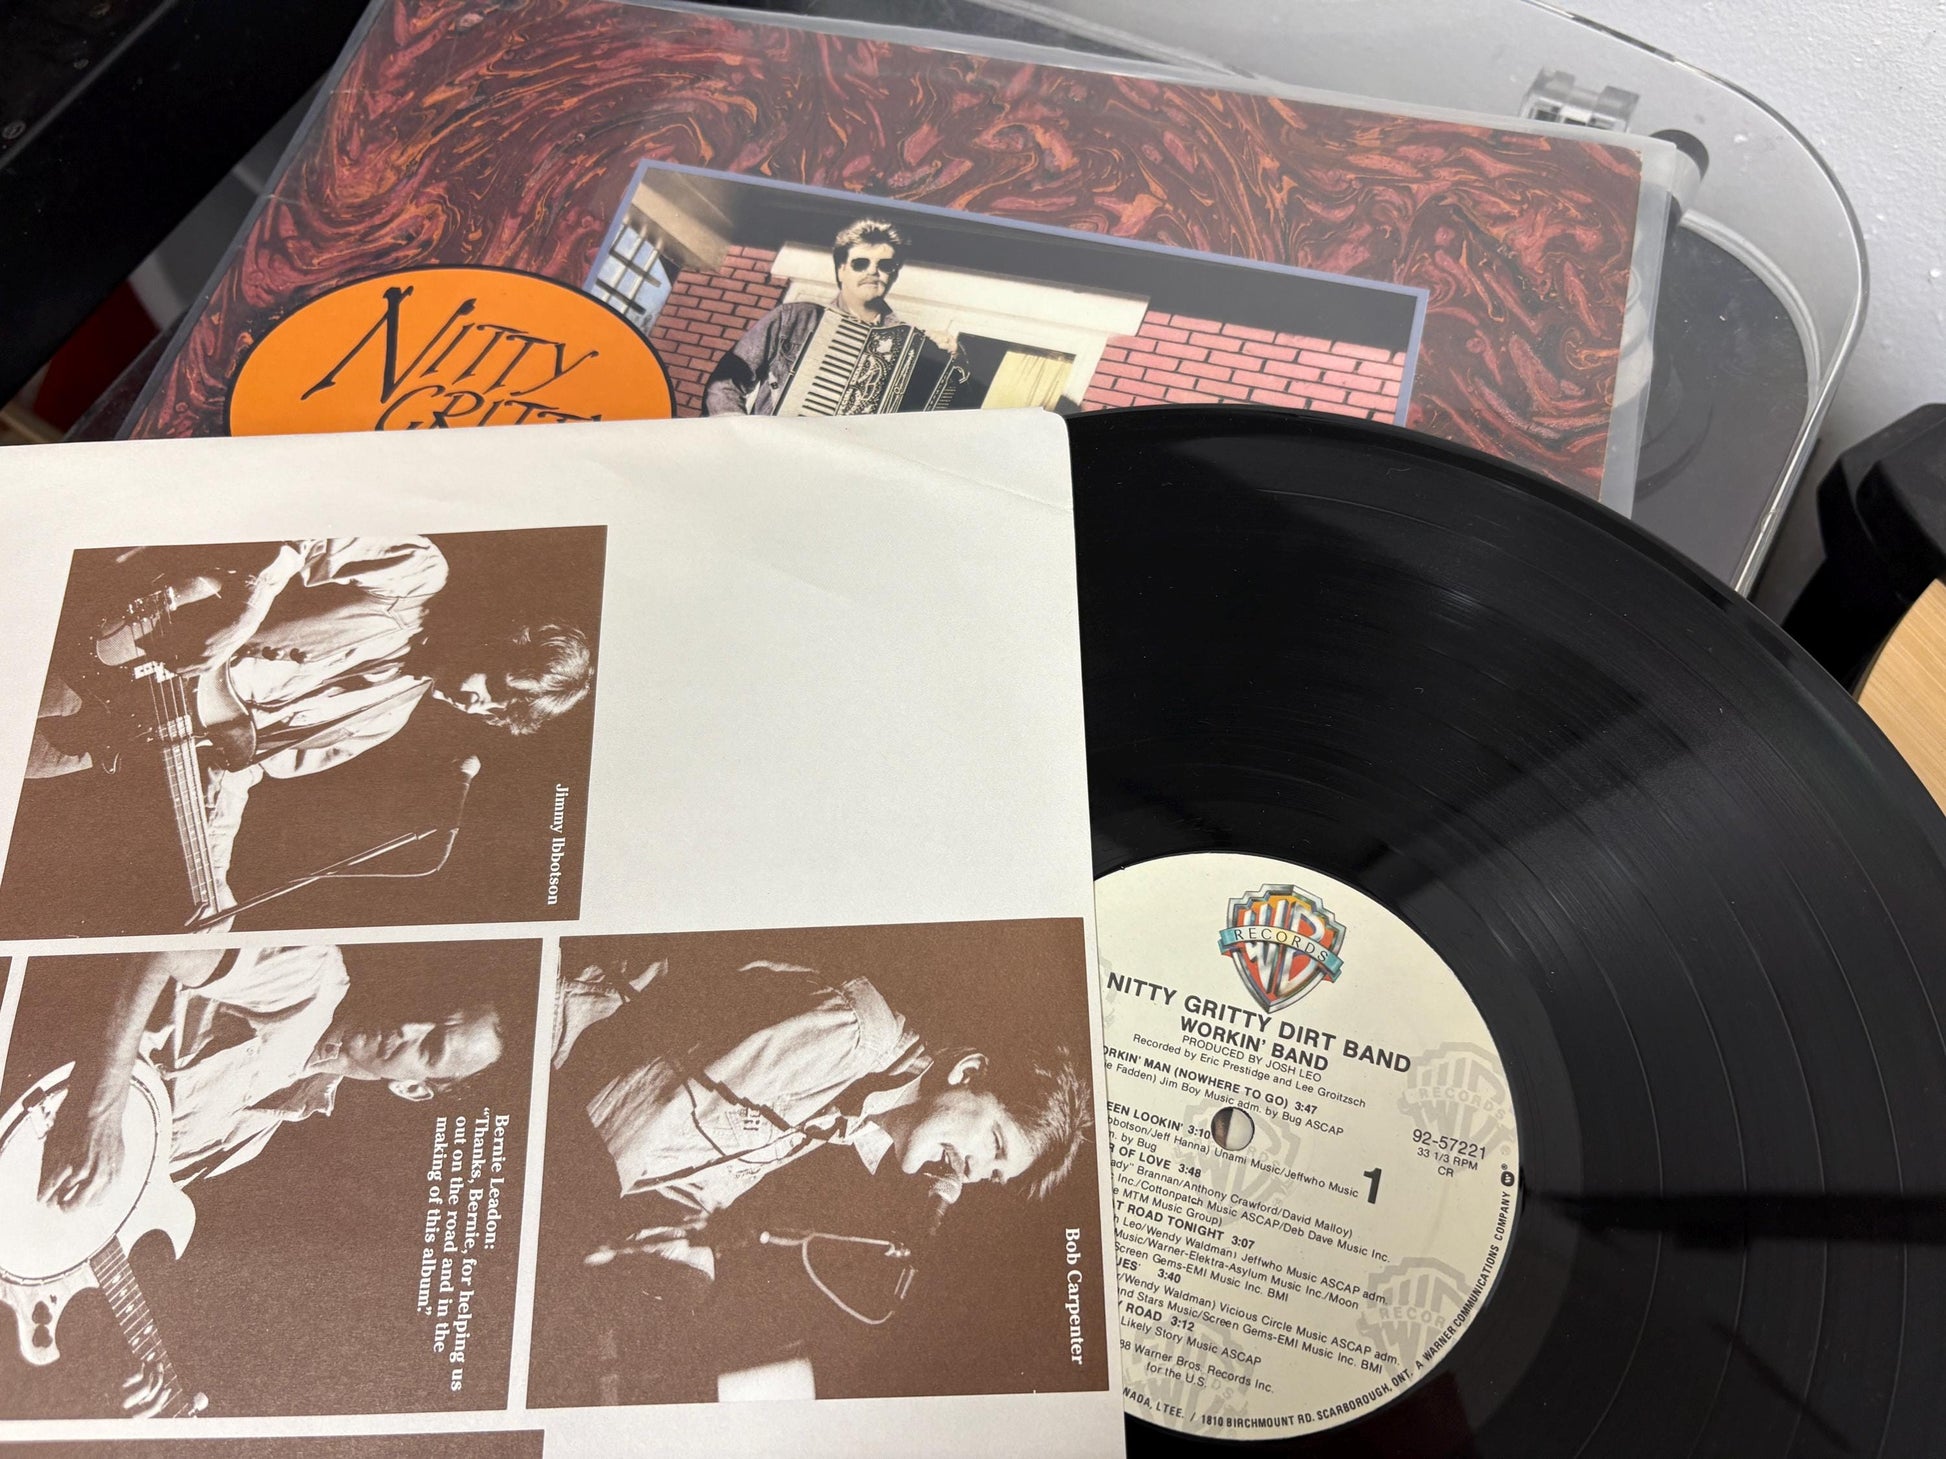 NITTY
GRITTY
Jimmy Ibbotson
Bernie Leadon:
“Thanks, Bernie, for helping us
out on the road and in the
making of this album.”
Bob Carpenter
RECORDS
NITTY GRITTY DIRT BAND
WORKIN' BAND
PRODUCED BY JOSH LEO
Recorded by Eric Prestidge and Lee Groitzsch
MAN (NOWHERE TO GO) 3:47
Fadden) Jim Boy Music adm. by Bug ASCAP
LOOKIN' 3:10
Hanna) Unami Music/Jeffwho Music
by Bug
OF LOVE 3:48
Brannan/Anthony Crawford/David Malloy)
Inc./Cottonpatch Music ASCAP/Deb Dave Music Inc.
MTM Music Group)
ROAD TONIGHT 3:07
Leo/Wendy Waldman) Jeffwho Music ASCAP adm.
Music/Warner-Elektra-Asylum Music Inc./Moon
Screen Gems-EMI Music Inc. BMI
3:40
Wendy Waldman) Vicious Circle Music ASCAP adm.
and Stars Music/Screen Gems-EMI Music Inc. BMI
ROAD 3:12
Likely Story Music ASCAP
Warner Bros. Records Inc.
for the U.S.
92-57221
33 1/3 RPM
CR
1
LTEE. / 1810 BIRCHMOUNT RD. SCARBOROUGH, ONT. A WARNER COMMUNICATIONS COMPANY